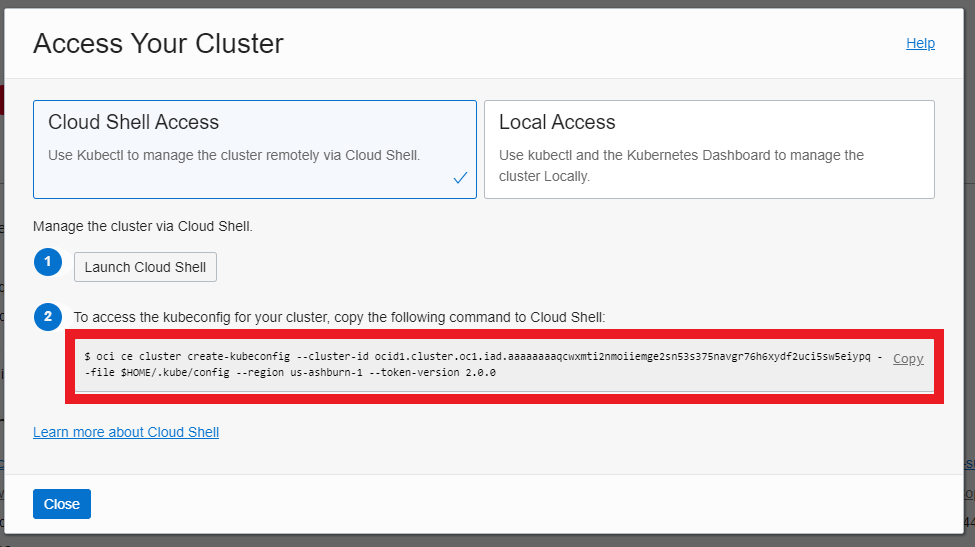 Access Your Cluster
Help
Cloud Shell Access
Use Kubectl to manage the cluster remotely via Cloud Shell.
Local Access
Use kubectl and the Kubernetes Dashboard to manage the
cluster Locally.
Manage the cluster via Cloud Shell.
1
Launch Cloud Shell
2
To access the kubeconfig for your cluster, copy the following command to Cloud Shell:
$ oci ce cluster create-kubeconfig --cluster-id ocid1.cluster.oc1.iad.aaaaaaaaqcwxmti2nmoiiemge2sn53s375navgr76h6xydf2uci5sw5eiypq -
-file $HOME/.kube/config --region us-ashburn-1 --token-version 2.0.0
Copy
Learn more about Cloud Shell
Close